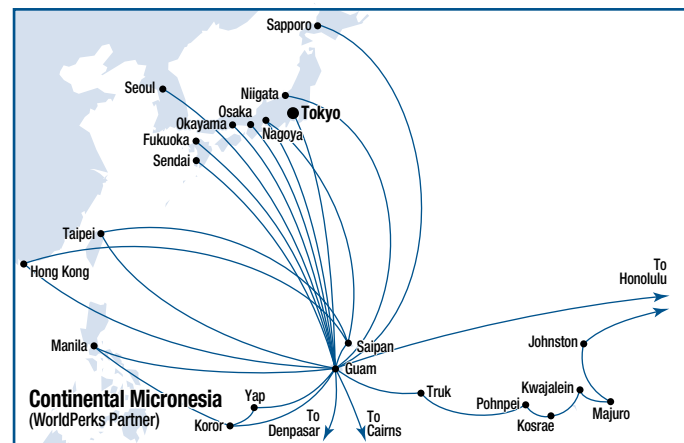 Sapporo
Seoul
Niigata
Osaka
Tokyo
Okayama
Nagoya
Fukuoka
Sendai
Taipei
Hong Kong
To
Honolulu
Saipan
Johnston
Manila
Guam
Kwajalein
Truk
Continental Micronesia
(WorldPerks Partner)
Yap
Pohnpei
Majuro
Koror
To
Denpasar
To
Cairns
Kosrae